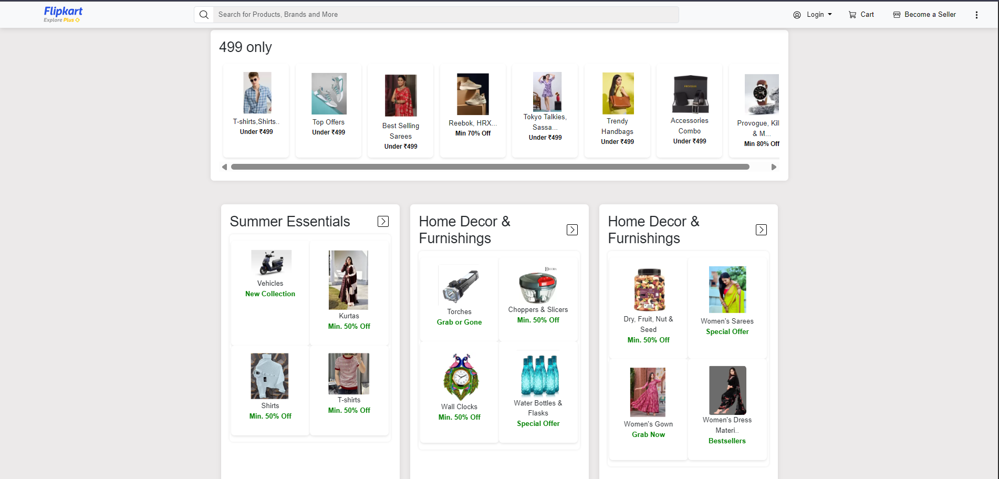 Flipkart
Explore Plus
Search for Products, Brands and More
Login
Cart
Become a Seller
499 only
T-shirts,Shirts..
Under ₹499
Top Offers
Under ₹499
Best Selling
Sarees
Under ₹499
Reebok, HRX...
Min 70% Off
Tokyo Talkies,
Sassa...
Under ₹499
Trendy
Handbags
Under ₹499
PROVOGUE
Accessories
Combo
Under ₹499
Provogue, Kil
& M...
Min 80% Off
Summer Essentials
Vehicles
New Collection
Kurtas
Min. 50% Off
Shirts
Min. 50% Off
T-shirts
Min. 50% Off
Home Decor &
Furnishings
Torches
Grab or Gone
Choppers & Slicers
Min. 50% Off
Wall Clocks
Min. 50% Off
Water Bottles &
Flasks
Special Offer
Home Decor &
Furnishings
Dry, Fruit, Nut &
Seed
Min. 50% Off
Women's Sarees
Special Offer
Women's Gown
Grab Now
Women's Dress
Materi..
Bestsellers